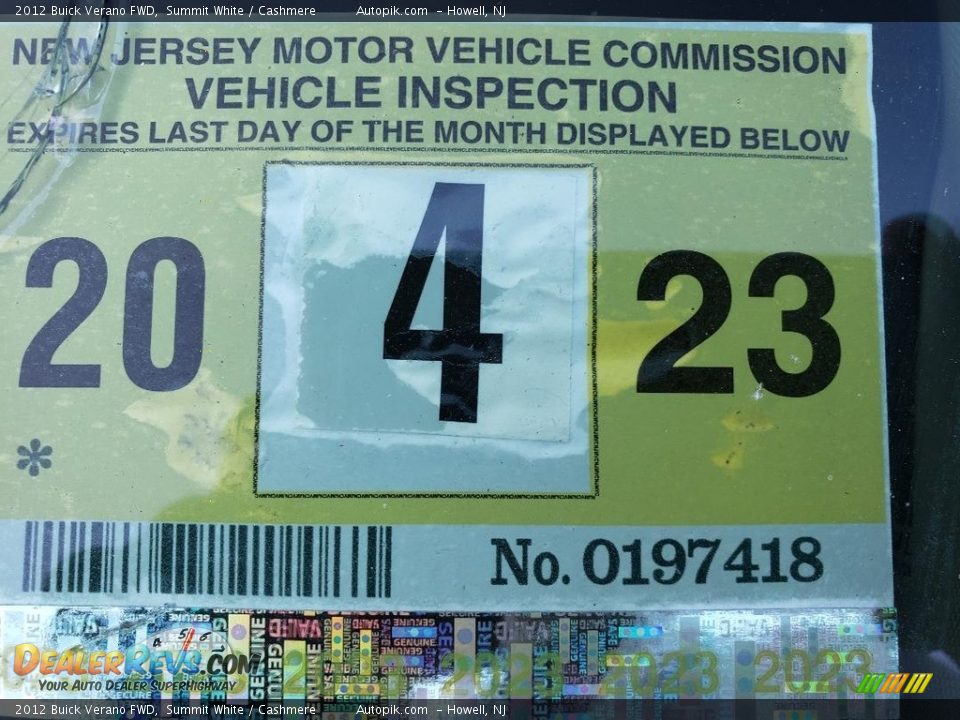 2012 Buick Verano FWD, Summit White / Cashmere Autopik.com - Howell, NJ
NEW JERSEY MOTOR VEHICLE COMMISSION
VEHICLE INSPECTION
EXPIRES LAST DAY OF THE MONTH DISPLAYED BELOW
20 4 23
*
No. 0197418
2023 2023 2023
DEALERREVS.COM
YOUR AUTO DEALER SUPERHIGHWAY
2012 Buick Verano FWD, Summit White / Cashmere Autopik.com - Howell, NJ